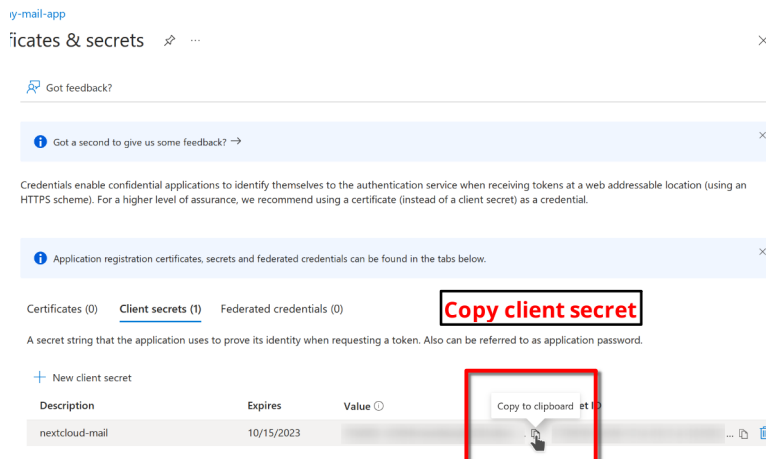 y-mail-app
ficates & secrets
Got feedback?
Got a second to give us some feedback? →
Credentials enable confidential applications to identify themselves to the authentication service when receiving tokens at a web addressable location (using an
HTTPS scheme). For a higher level of assurance, we recommend using a certificate (instead of a client secret) as a credential.
Application registration certificates, secrets and federated credentials can be found in the tabs below.
Certificates (0) Client secrets (1) Federated credentials (0)
Copy client secret
A secret string that the application uses to prove its identity when requesting a token. Also can be referred to as application password.
New client secret
Description Expires Value Copy to clipboard et ID
nextcloud-mail 10/15/2023 ...